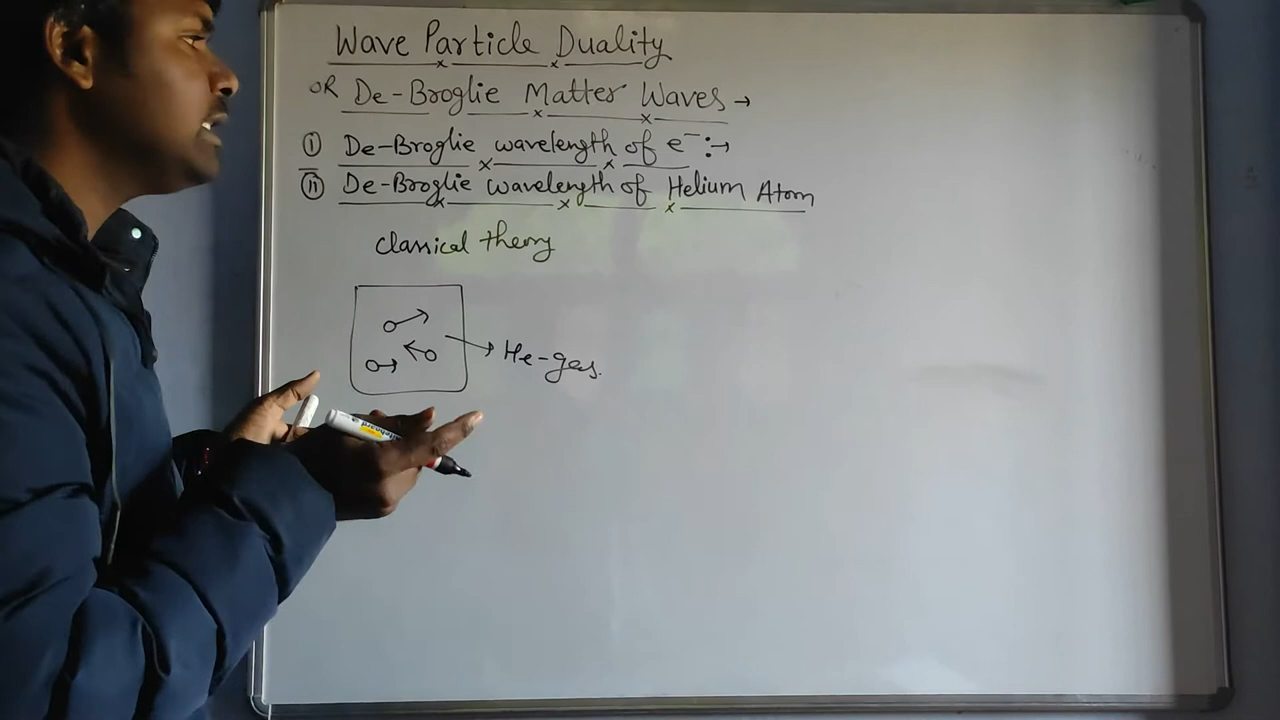 Wave Particle Duality
OR De-Broglie Matter Waves →
① De-Broglie wavelength of e⁻:→
② De-Broglie wavelength of Helium Atom
Classical theory
→ He-gas.